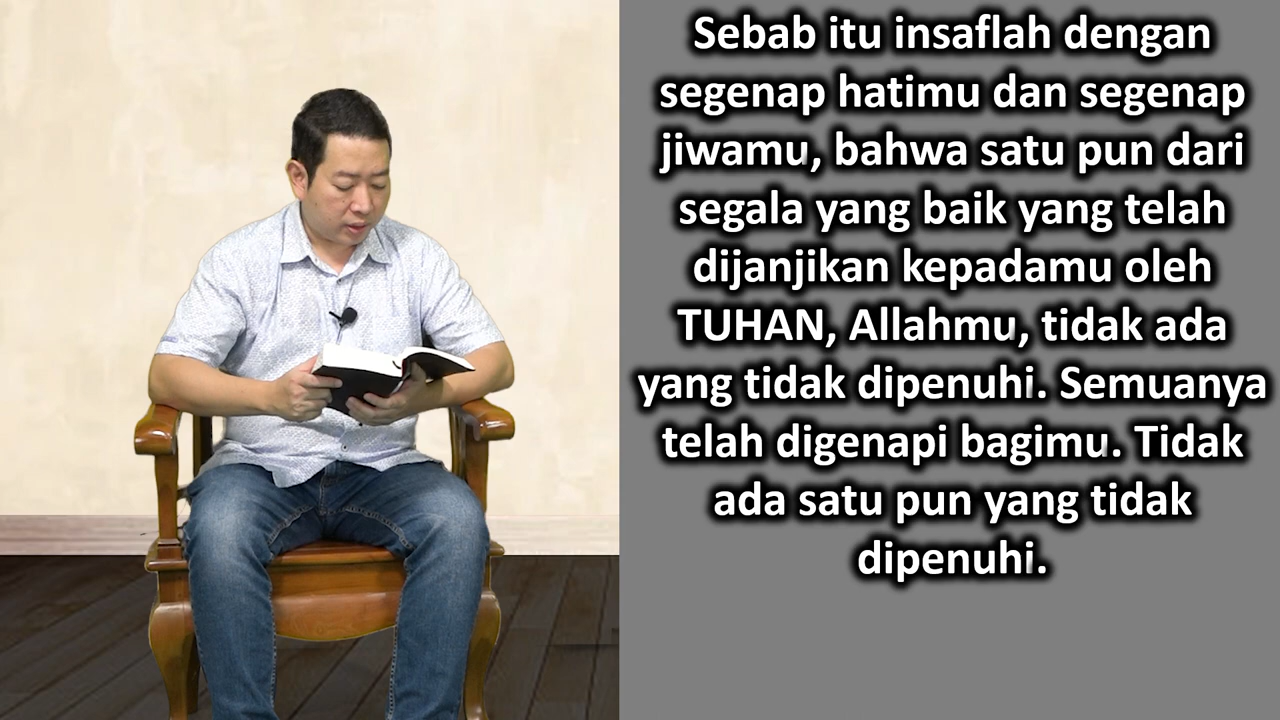 Sebab itu insaflah dengan
segenap hatimu dan segenap
jiwamu, bahwa satu pun dari
segala yang baik yang telah
dijanjikan kepadamu oleh
TUHAN, Allahmu, tidak ada
yang tidak dipenuhi. Semuanya
telah digenapi bagimu. Tidak
ada satu pun yang tidak
dipenuhi.